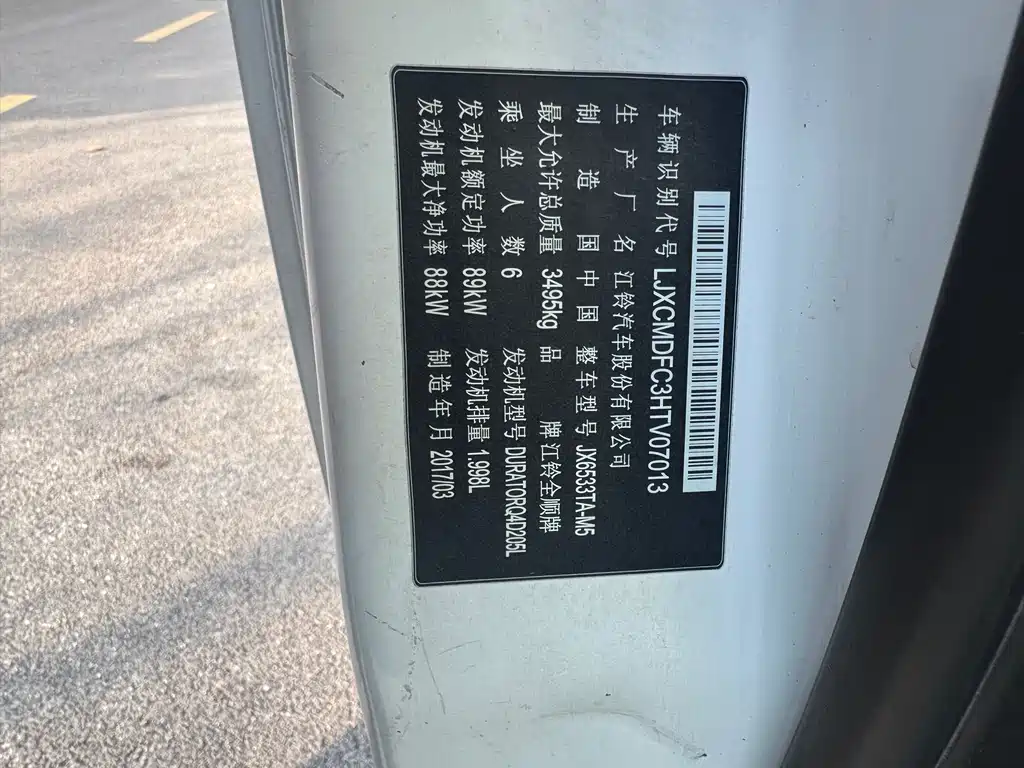 车辆识别代号 LJXCMDFC3HTV07013
生产厂名 江铃汽车股份有限公司
制造国 中国 整车型号 JX6533TA-M5
最大允许总质量 3495kg 品牌 江铃全顺牌
乘坐人数 6 发动机型号 DURATORQ4D205L
发动机额定功率 89kW 发动机排量 1.998L
发动机最大净功率 88kW 制造年月 2017/03